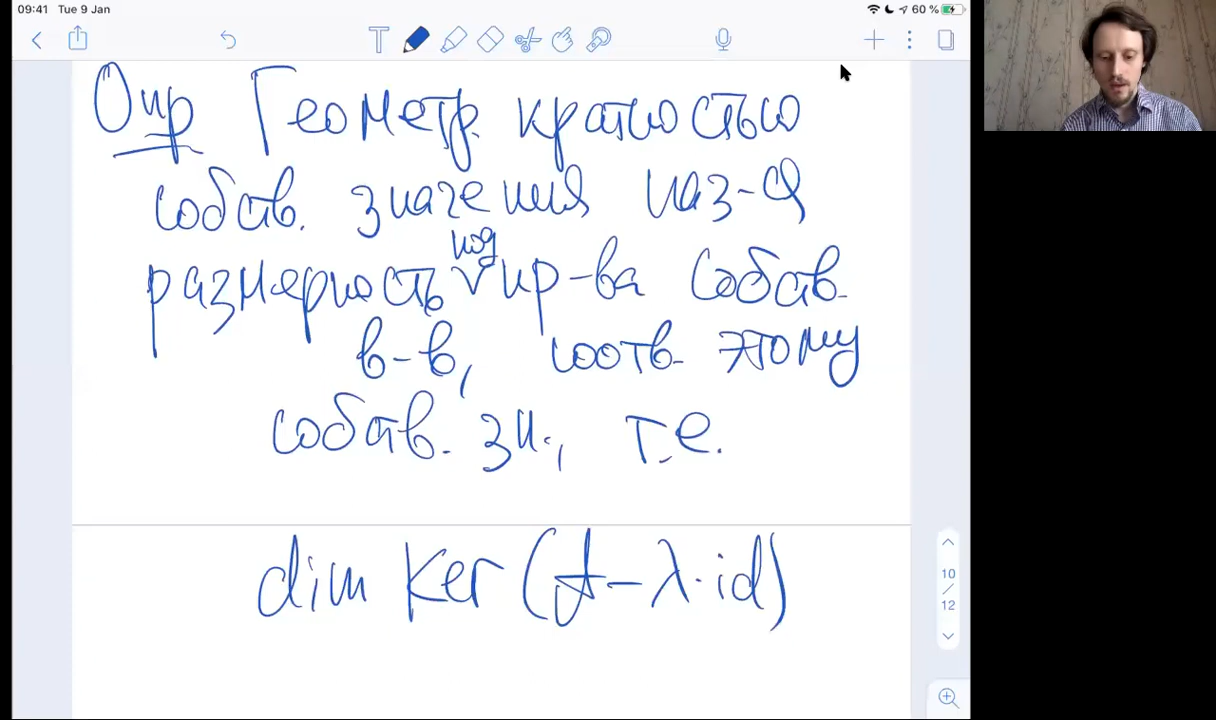 09:41 Tue 9 Jan 60 %
Опр Геометр. кратностью
собств. значения наз-ся
под
размерность пр-ва собств.
в-в, соотв. этому
собств. зн., т.е.
dim Ker (A - λ · id)
10
/
12